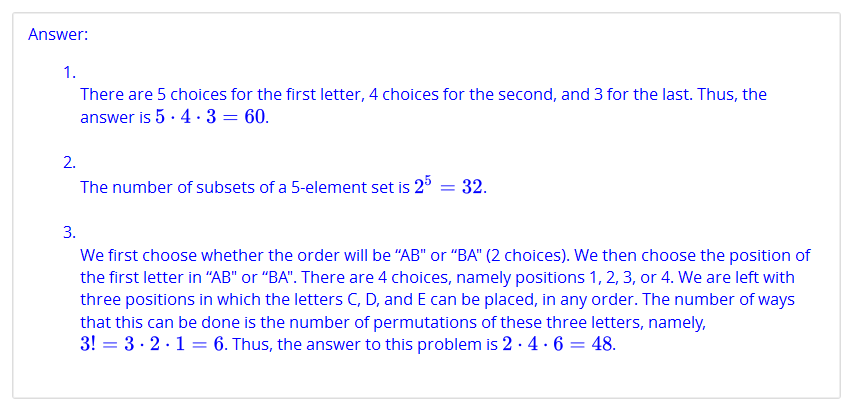 Answer:
1.
There are 5 choices for the first letter, 4 choices for the second, and 3 for the last. Thus, the
answer is 5 · 4 · 3 = 60.
2.
The number of subsets of a 5-element set is 2⁵ = 32.
3.
We first choose whether the order will be “AB" or “BA" (2 choices). We then choose the position of
the first letter in “AB" or “BA". There are 4 choices, namely positions 1, 2, 3, or 4. We are left with
three positions in which the letters C, D, and E can be placed, in any order. The number of ways
that this can be done is the number of permutations of these three letters, namely,
3! = 3 · 2 · 1 = 6. Thus, the answer to this problem is 2 · 4 · 6 = 48.